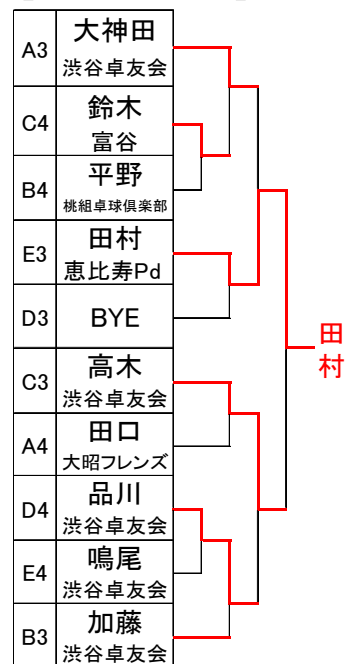 A3
大神田
渋谷卓友会
C4
鈴木
富谷
B4
平野
桃組卓球倶楽部
E3
田村
恵比寿Pd
D3
BYE
C3
高木
渋谷卓友会
A4
田口
大昭フレンズ
D4
品川
渋谷卓友会
E4
鳴尾
渋谷卓友会
B3
加藤
渋谷卓友会
田
村